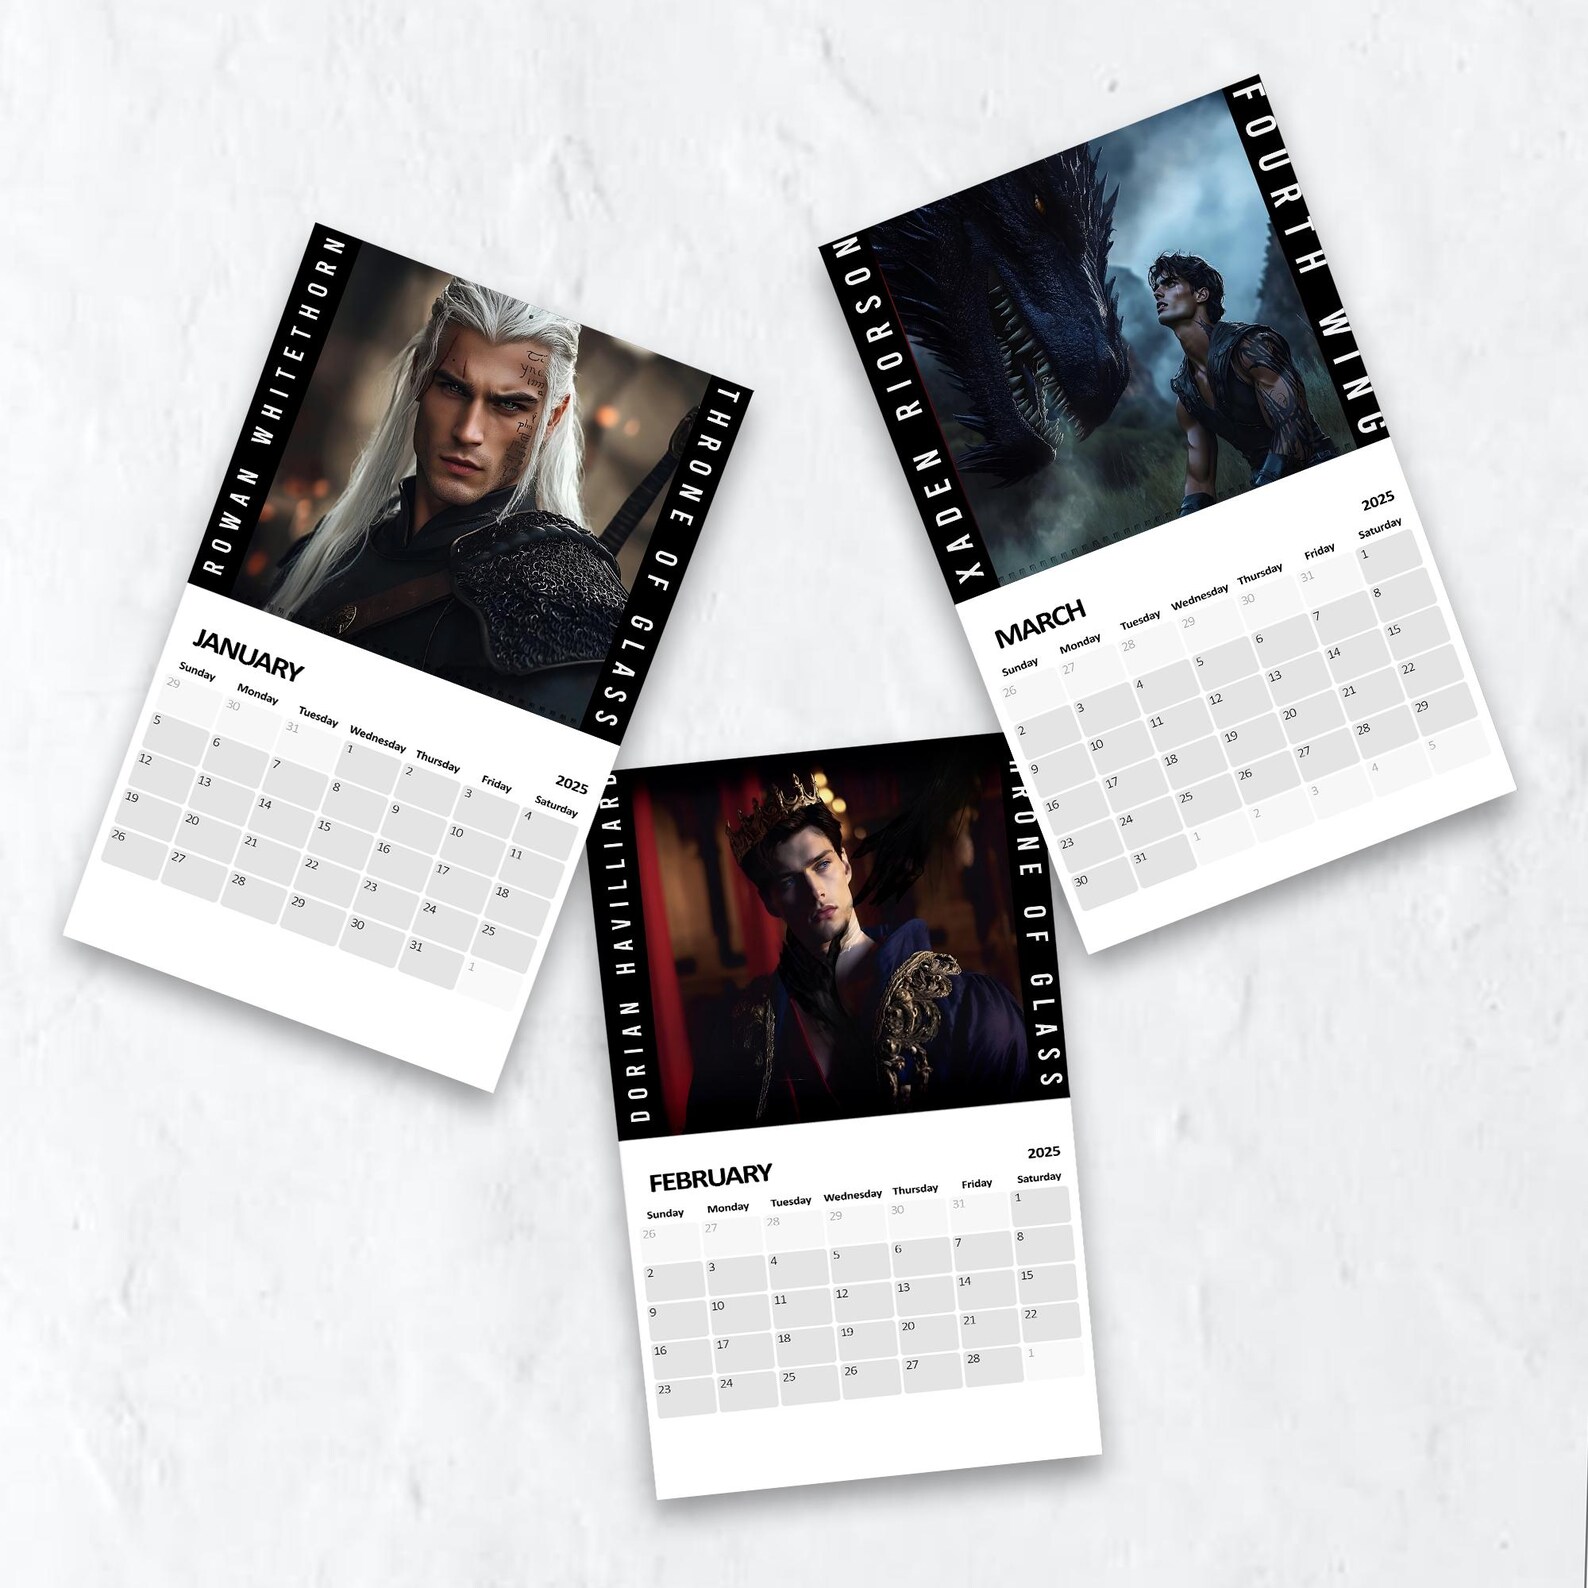 ROWAN WHITETHORN
THRONE OF GLASS
JANUARY
2025
Sunday Monday Tuesday Wednesday Thursday Friday Saturday
29 30 31 1 2 3 4
5 6 7 8 9 10 11
12 13 14 15 16 17 18
19 20 21 22 23 24 25
26 27 28 29 30 31 1
XADEN RIORSON
FOURTH WING
2025
MARCH
Sunday Monday Tuesday Wednesday Thursday Friday Saturday
26 27 28 29 30 31 1
2 3 4 5 6 7 8
9 10 11 12 13 14 15
16 17 18 19 20 21 22
23 24 25 26 27 28 29
30 31 1 2 3 4 5
DORIAN HAVILLIARD
HRONE OF GLASS
2025
FEBRUARY
Sunday Monday Tuesday Wednesday Thursday Friday Saturday
26 27 28 29 30 31 1
2 3 4 5 6 7 8
9 10 11 12 13 14 15
16 17 18 19 20 21 22
23 24 25 26 27 28 1